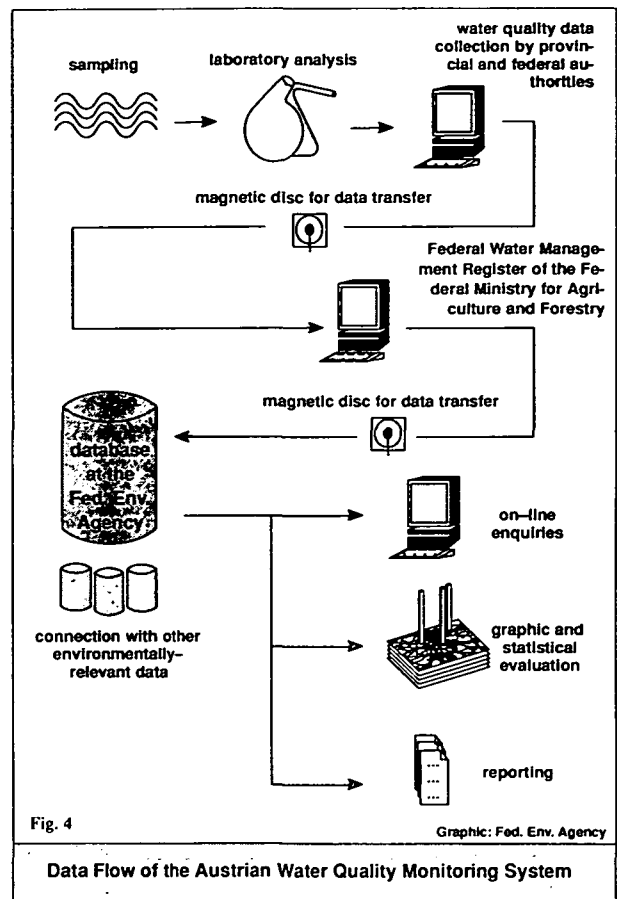 sampling
laboratory analysis
water quality data
collection by provin-
cial and federal au-
thorities
magnetic disc for data transfer
Federal Water Manage-
ment Register of the Fe-
deral Ministry for Agri-
culture and Forestry
magnetic disc for data transfer
database
at the
Fed. Env.
Agency
on-line
enquiries
connection with other
environmentally-
relevant data
graphic and
statistical
evaluation
reporting
Fig. 4
Graphic: Fed. Env. Agency
Data Flow of the Austrian Water Quality Monitoring System